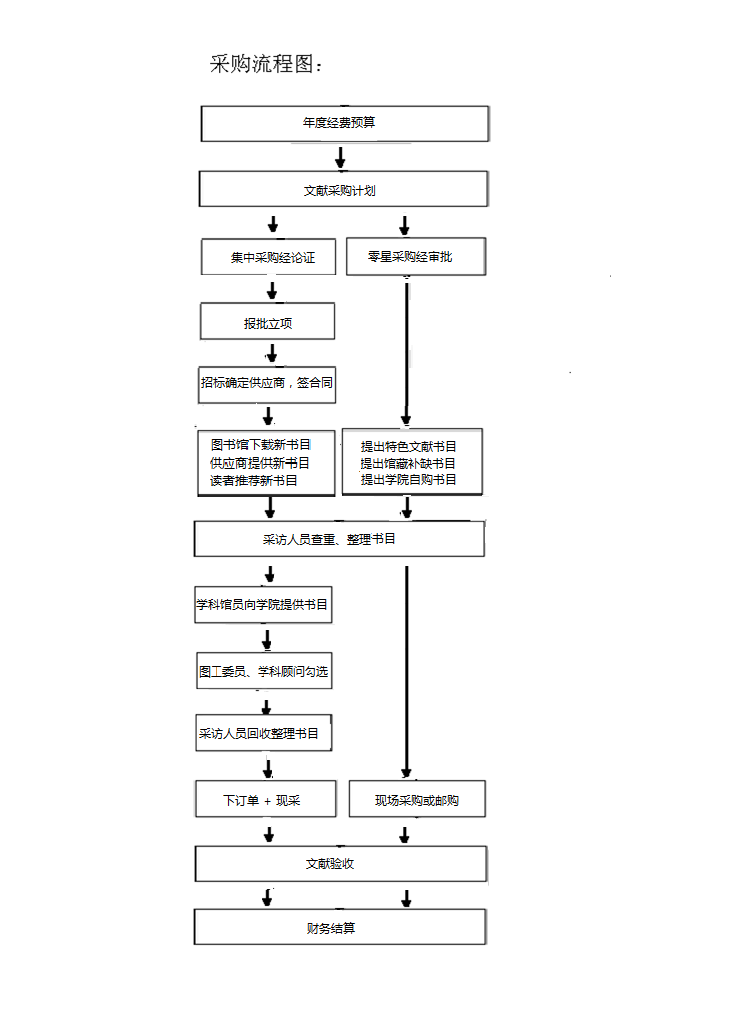 采购流程图：
年度经费预算
文献采购计划
集中采购经论证
零星采购经审批
报批立项
招标确定供应商，签合同
图书馆下载新书目
供应商提供新书目
读者推荐新书目
提出特色文献书目
提出馆藏补缺书目
提出学院自购书目
采访人员查重、整理书目
学科馆员向学院提供书目
图工委员、学科顾问勾选
采访人员回收整理书目
下订单 + 现采
现场采购或邮购
文献验收
财务结算